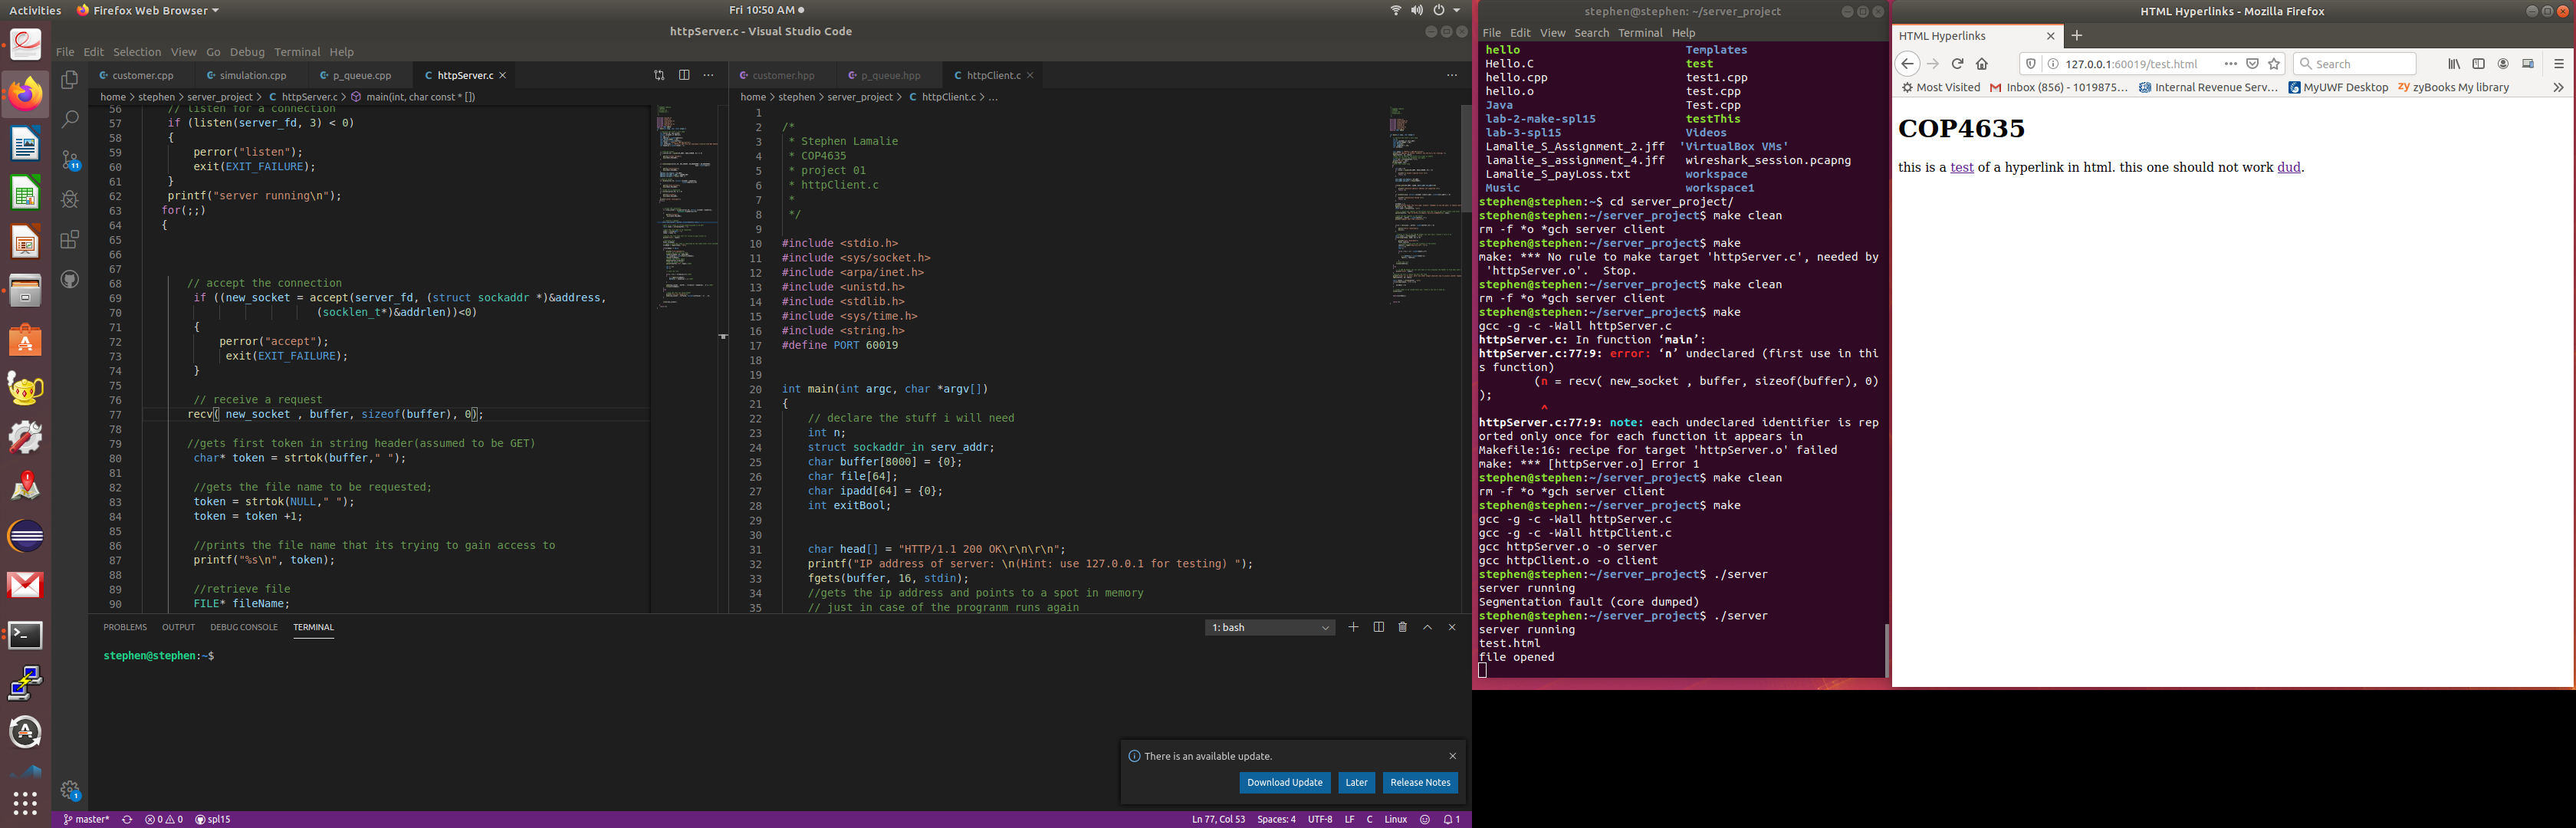 Activities
Firefox Web Browser
Fri 10:50 AM
httpServer.c - Visual Studio Code
File Edit Selection View Go Debug Terminal Help
customer.cpp
simulation.cpp
p_queue.cpp
httpServer.c
home > stephen > server_project > httpServer.c > main(int, char const * [])
56 // listen for a connection
57 if (listen(server_fd, 3) < 0)
58 {
59 perror("listen");
60 exit(EXIT_FAILURE);
61 }
62 printf("server running\n");
63 for(;;)
64 {
65
66
67
68 // accept the connection
69 if ((new_socket = accept(server_fd, (struct sockaddr *)&address,
70 (socklen_t*)&addrlen))<0)
71 {
72 perror("accept");
73 exit(EXIT_FAILURE);
74 }
75
76 // receive a request
77 recv( new_socket , buffer, sizeof(buffer), 0);
78
79 //gets first token in string header(assumed to be GET)
80 char* token = strtok(buffer," ");
81
82 //gets the file name to be requested;
83 token = strtok(NULL," ");
84 token = token +1;
85
86 //prints the file name that its trying to gain access to
87 printf("%s\n", token);
88
89 //retrieve file
90 FILE* fileName;
customer.hpp
p_queue.hpp
httpClient.c
home > stephen > server_project > httpClient.c > ...
1
2 /*
3 * Stephen Lamalie
4 * COP4635
5 * project 01
6 * httpClient.c
7 *
8 */
9
10 #include <stdio.h>
11 #include <sys/socket.h>
12 #include <arpa/inet.h>
13 #include <unistd.h>
14 #include <stdlib.h>
15 #include <sys/time.h>
16 #include <string.h>
17 #define PORT 60019
18
19
20 int main(int argc, char *argv[])
21 {
22 // declare the stuff i will need
23 int n;
24 struct sockaddr_in serv_addr;
25 char buffer[8000] = {0};
26 char file[64];
27 char ipadd[64] = {0};
28 int exitBool;
29
30
31 char head[] = "HTTP/1.1 200 OK\r\n\r\n";
32 printf("IP address of server: \n(Hint: use 127.0.0.1 for testing) ");
33 fgets(buffer, 16, stdin);
34 //gets the ip address and points to a spot in memory
35 // just in case of the progranm runs again
PROBLEMS OUTPUT DEBUG CONSOLE TERMINAL
1: bash
stephen@stephen:~$
There is an available update.
Download Update
Later
Release Notes
11
1
master*
0 0
spl15
Ln 77, Col 53 Spaces: 4 UTF-8 LF C Linux 1
stephen@stephen: ~/server_project
File Edit View Search Terminal Help
hello Templates
Hello.C test
hello.cpp test1.cpp
hello.o test.cpp
Java Test.cpp
lab-2-make-spl15 testThis
lab-3-spl15 Videos
Lamalie_S_Assignment_2.jff 'VirtualBox VMs'
lamalie_s_assignment_4.jff wireshark_session.pcapng
Lamalie_S_payLoss.txt workspace
Music workspace1
stephen@stephen:~$ cd server_project/
stephen@stephen:~/server_project$ make clean
rm -f *o *gch server client
stephen@stephen:~/server_project$ make
make: *** No rule to make target 'httpServer.c', needed by
'httpServer.o'. Stop.
stephen@stephen:~/server_project$ make clean
rm -f *o *gch server client
stephen@stephen:~/server_project$ make
gcc -g -c -Wall httpServer.c
httpServer.c: In function ‘main’:
httpServer.c:77:9: error: ‘n’ undeclared (first use in thi
s function)
(n = recv( new_socket , buffer, sizeof(buffer), 0)
);
^
httpServer.c:77:9: note: each undeclared identifier is rep
orted only once for each function it appears in
Makefile:16: recipe for target 'httpServer.o' failed
make: *** [httpServer.o] Error 1
stephen@stephen:~/server_project$ make clean
rm -f *o *gch server client
stephen@stephen:~/server_project$ make
gcc -g -c -Wall httpServer.c
gcc -g -c -Wall httpClient.c
gcc httpServer.o -o server
gcc httpClient.o -o client
stephen@stephen:~/server_project$ ./server
server running
Segmentation fault (core dumped)
stephen@stephen:~/server_project$ ./server
server running
test.html
file opened
HTML Hyperlinks - Mozilla Firefox
HTML Hyperlinks
127.0.0.1:60019/test.html
Search
Most Visited
Inbox (856) - 1019875...
Internal Revenue Serv...
MyUWF Desktop
zyBooks My library
COP4635
this is a test of a hyperlink in html. this one should not work dud.